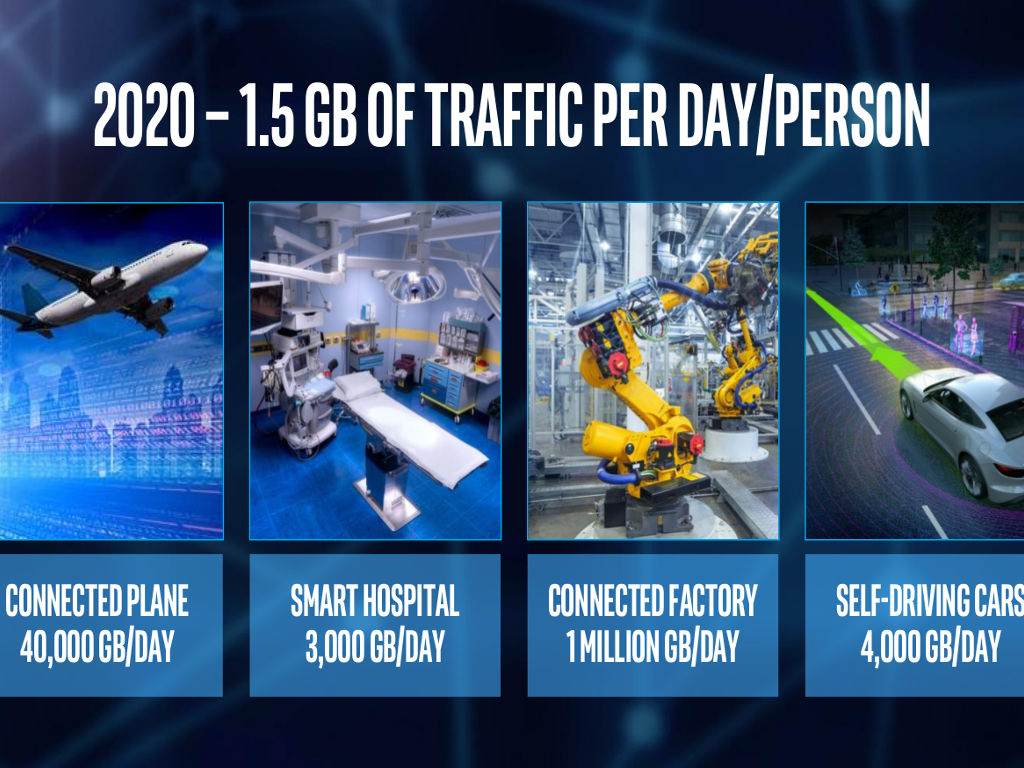 2020 – 1.5 GB OF TRAFFIC PER DAY/PERSON
CONNECTED PLANE
40,000 GB/DAY
SMART HOSPITAL
3,000 GB/DAY
CONNECTED FACTORY
1 MILLION GB/DAY
SELF-DRIVING CARS
4,000 GB/DAY